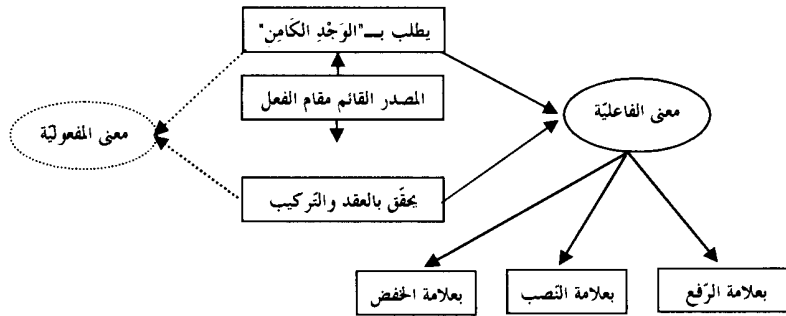 يطلب بــ"الوَجْدِ الكَامِن"
المصدر القائم مقام الفعل
معنى الفاعليّة
معنى المفعوليّة
يحقّق بالعقد والتّركيب
بعلامة الرّفع
بعلامة النّصب
بعلامة الخفض